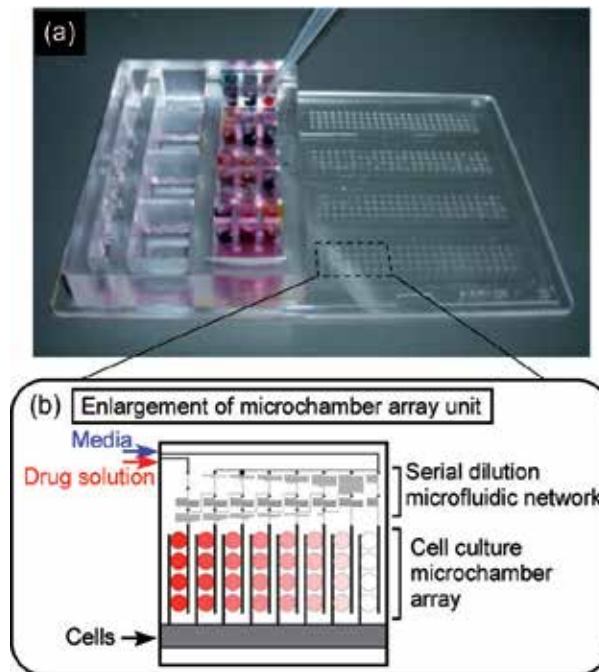 (a)
(b) Enlargement of microchamber array unit
Media
Drug solution
Serial dilution
microfluidic network
Cell culture
microchamber
array
Cells